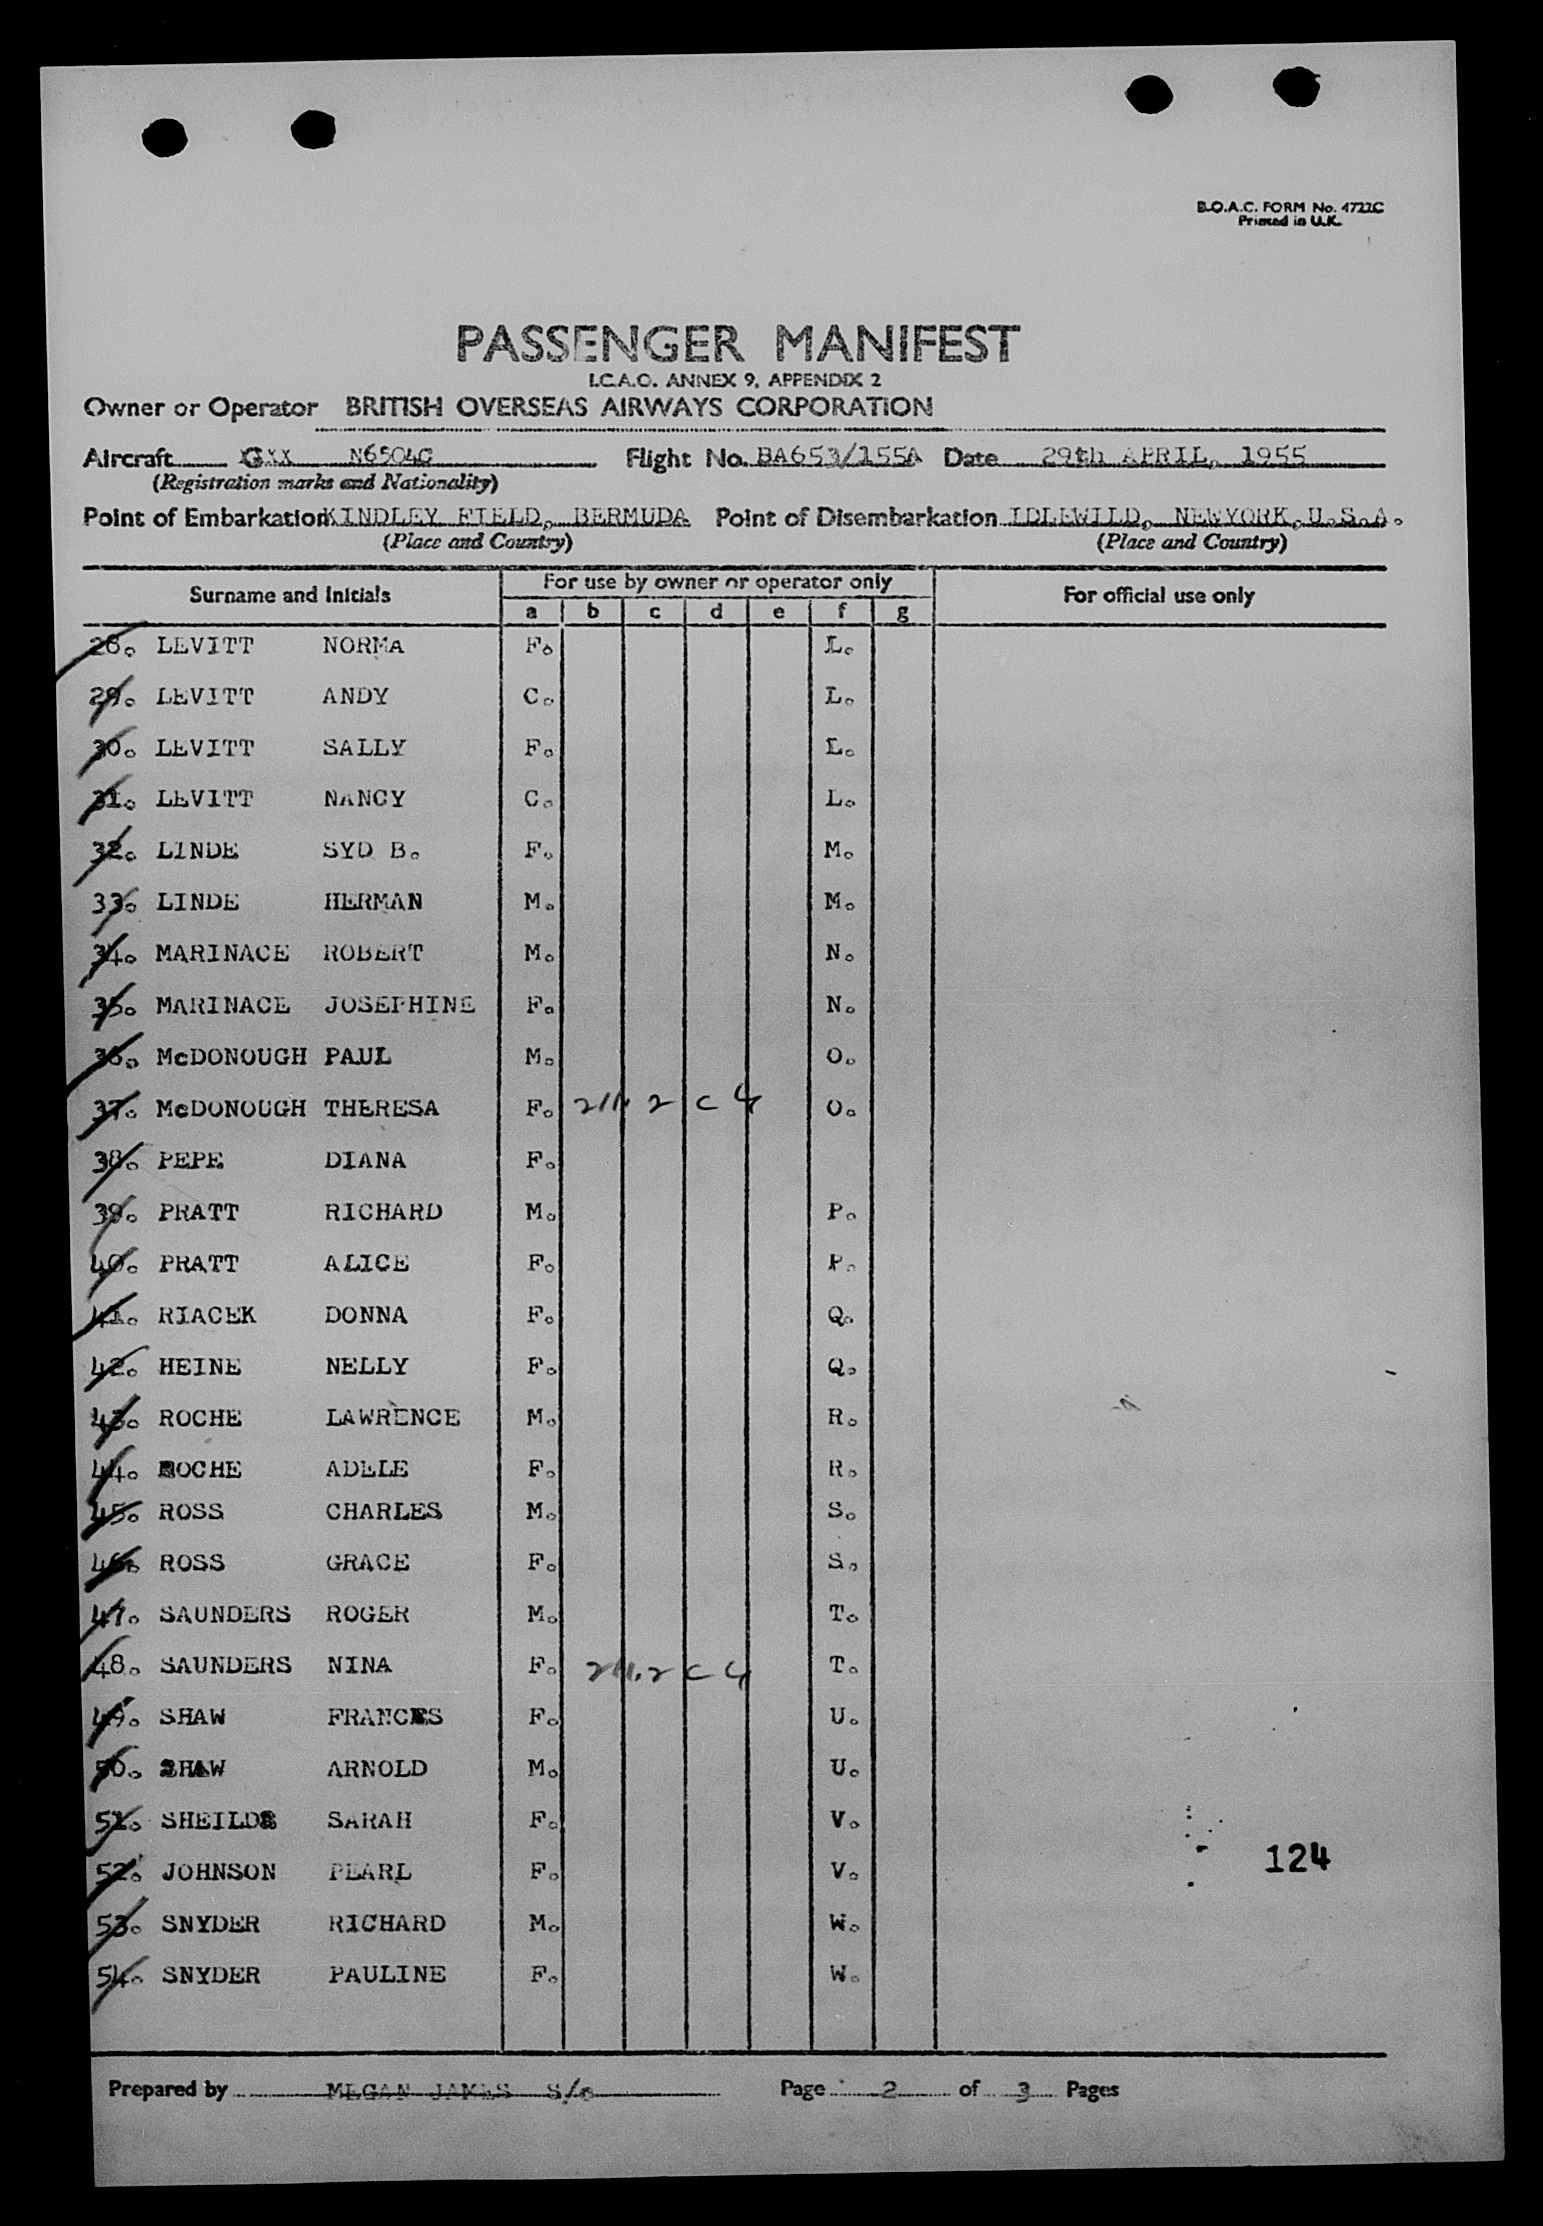 B.O.A.C. FORM No. 4722C
Printed in U.K.
PASSENGER MANIFEST
I.C.A.O. ANNEX 9, APPENDIX 2
Owner or Operator BRITISH OVERSEAS AIRWAYS CORPORATION
Aircraft GXX N6504C Flight No. BA653/155A Date 29th APRIL, 1955
(Registration marks and Nationality)
Point of Embarkation KINDLEY FIELD, BERMUDA Point of Disembarkation IDLEWILD, NEWYORK, U.S.A.
(Place and Country) (Place and Country)
Surname and Initials For use by owner or operator only For official use only
a b c d e f g
28. LEVITT NORMA F. L.
29. LEVITT ANDY C. L.
30. LEVITT SALLY F. L.
31. LEVITT NANCY C. L.
32. LINDE SYD B. F. M.
33. LINDE HERMAN M. M.
34. MARINACE ROBERT M. N.
35. MARINACE JOSEPHINE F. N.
36. McDONOUGH PAUL M. O.
37. McDONOUGH THERESA F. 211.2 C 4 O.
38. PEPE DIANA F.
39. PRATT RICHARD M. P.
40. PRATT ALICE F. P.
41. RIACEK DONNA F. Q.
42. HEINE NELLY F. Q.
43. ROCHE LAWRENCE M. R.
44. ROCHE ADELE F. R.
45. ROSS CHARLES M. S.
46. ROSS GRACE F. S.
47. SAUNDERS ROGER M. T.
48. SAUNDERS NINA F. 211.2 C 4 T.
49. SHAW FRANCES F. U.
50. SHAW ARNOLD M. U.
51. SHEILDS SARAH F. V.
124
52. JOHNSON PEARL F. V.
53. SNYDER RICHARD M. W.
54. SNYDER PAULINE F. W.
Prepared by MEGAN JAMES S/s Page 2 of 3 Pages